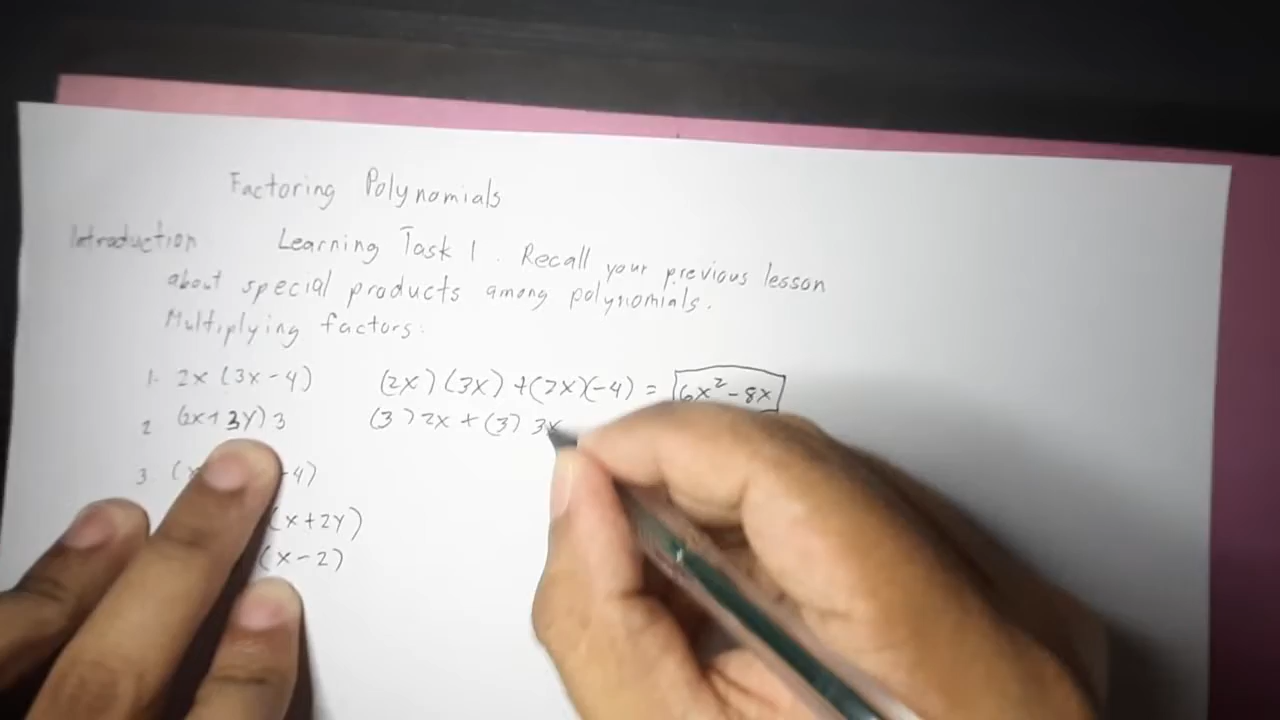 Factoring Polynomials
Introduction Learning Task 1. Recall your previous lesson
about special products among polynomials.
Multiplying factors:
1. 2x (3x-4) (2x)(3x)+(2x)(-4) = 6x²-8x
2 (2x+3y)3 (3)2x+(3)3
3. (x -4)
(x+2y)
(x-2)